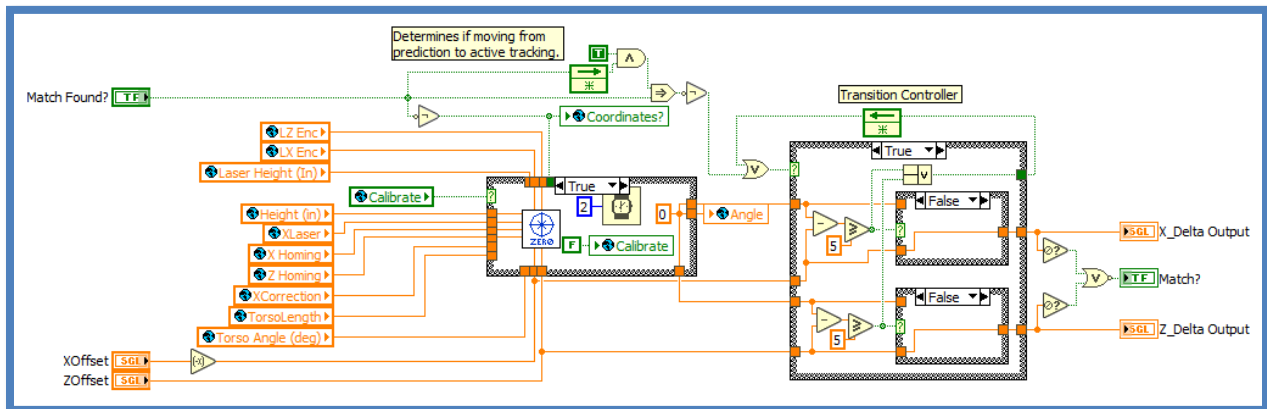 Determines if moving from
prediction to active tracking.
T
Match Found?
TF
Coordinates?
Transition Controller
LZ Enc
LX Enc
Laser Height (In)
Calibrate
True
2
ZERO
F
Calibrate
0
Angle
Height (in)
XLaser
X Homing
Z Homing
XCorrection
TorsoLength
Torso Angle (deg)
XOffset
SGL
ZOffset
SGL
-x
True
V
V
?
False
5
?
False
5
?
?
?
V
SGL
X_Delta Output
TF
Match?
SGL
Z_Delta Output